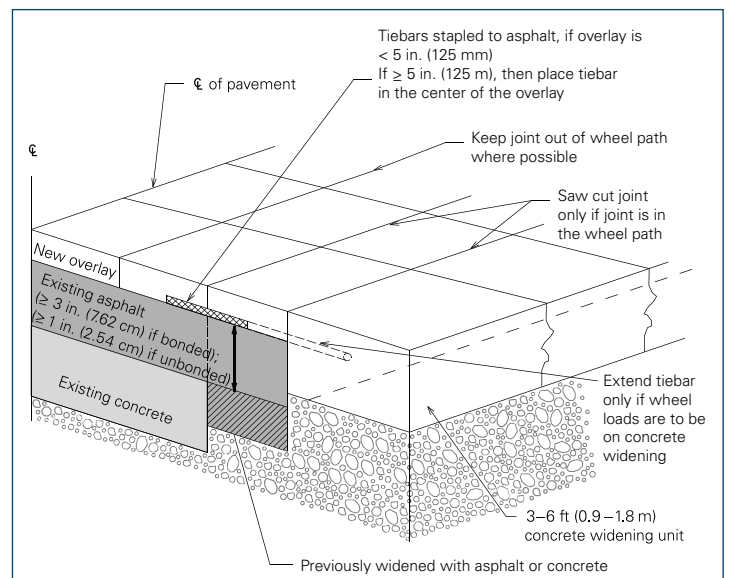 Tiebars stapled to asphalt, if overlay is
< 5 in. (125 mm)
If ≥ 5 in. (125 m), then place tiebar
in the center of the overlay
℄ of pavement
Keep joint out of wheel path
where possible
℄
Saw cut joint
only if joint is in
the wheel path
New overlay
Existing asphalt
(≥ 3 in. (7.62 cm) if bonded);
(≥ 1 in. (2.54 cm) if unbonded)
Existing concrete
Extend tiebar
only if wheel
loads are to be
on concrete
widening
3–6 ft (0.9–1.8 m)
concrete widening unit
Previously widened with asphalt or concrete